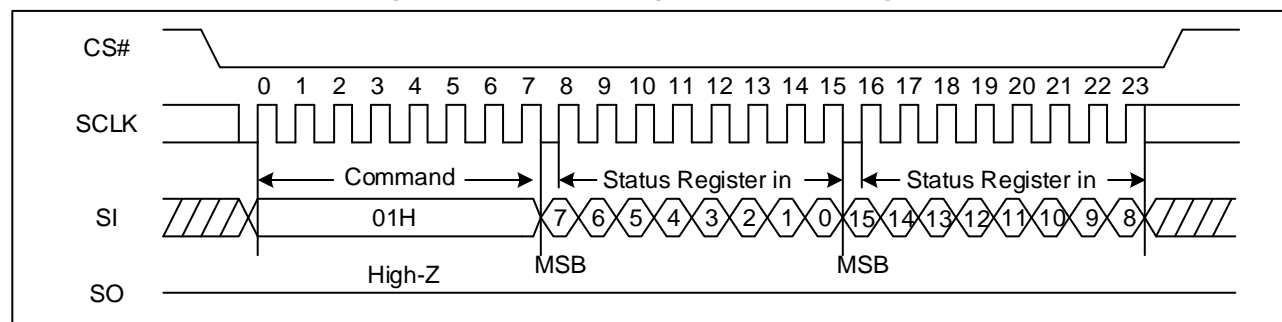 CS#
0 1 2 3 4 5 6 7 8 9 10 11 12 13 14 15 16 17 18 19 20 21 22 23
SCLK
Command Status Register in Status Register in
SI 01H 7 6 5 4 3 2 1 0 15 14 13 12 11 10 9 8
MSB MSB
High-Z
SO